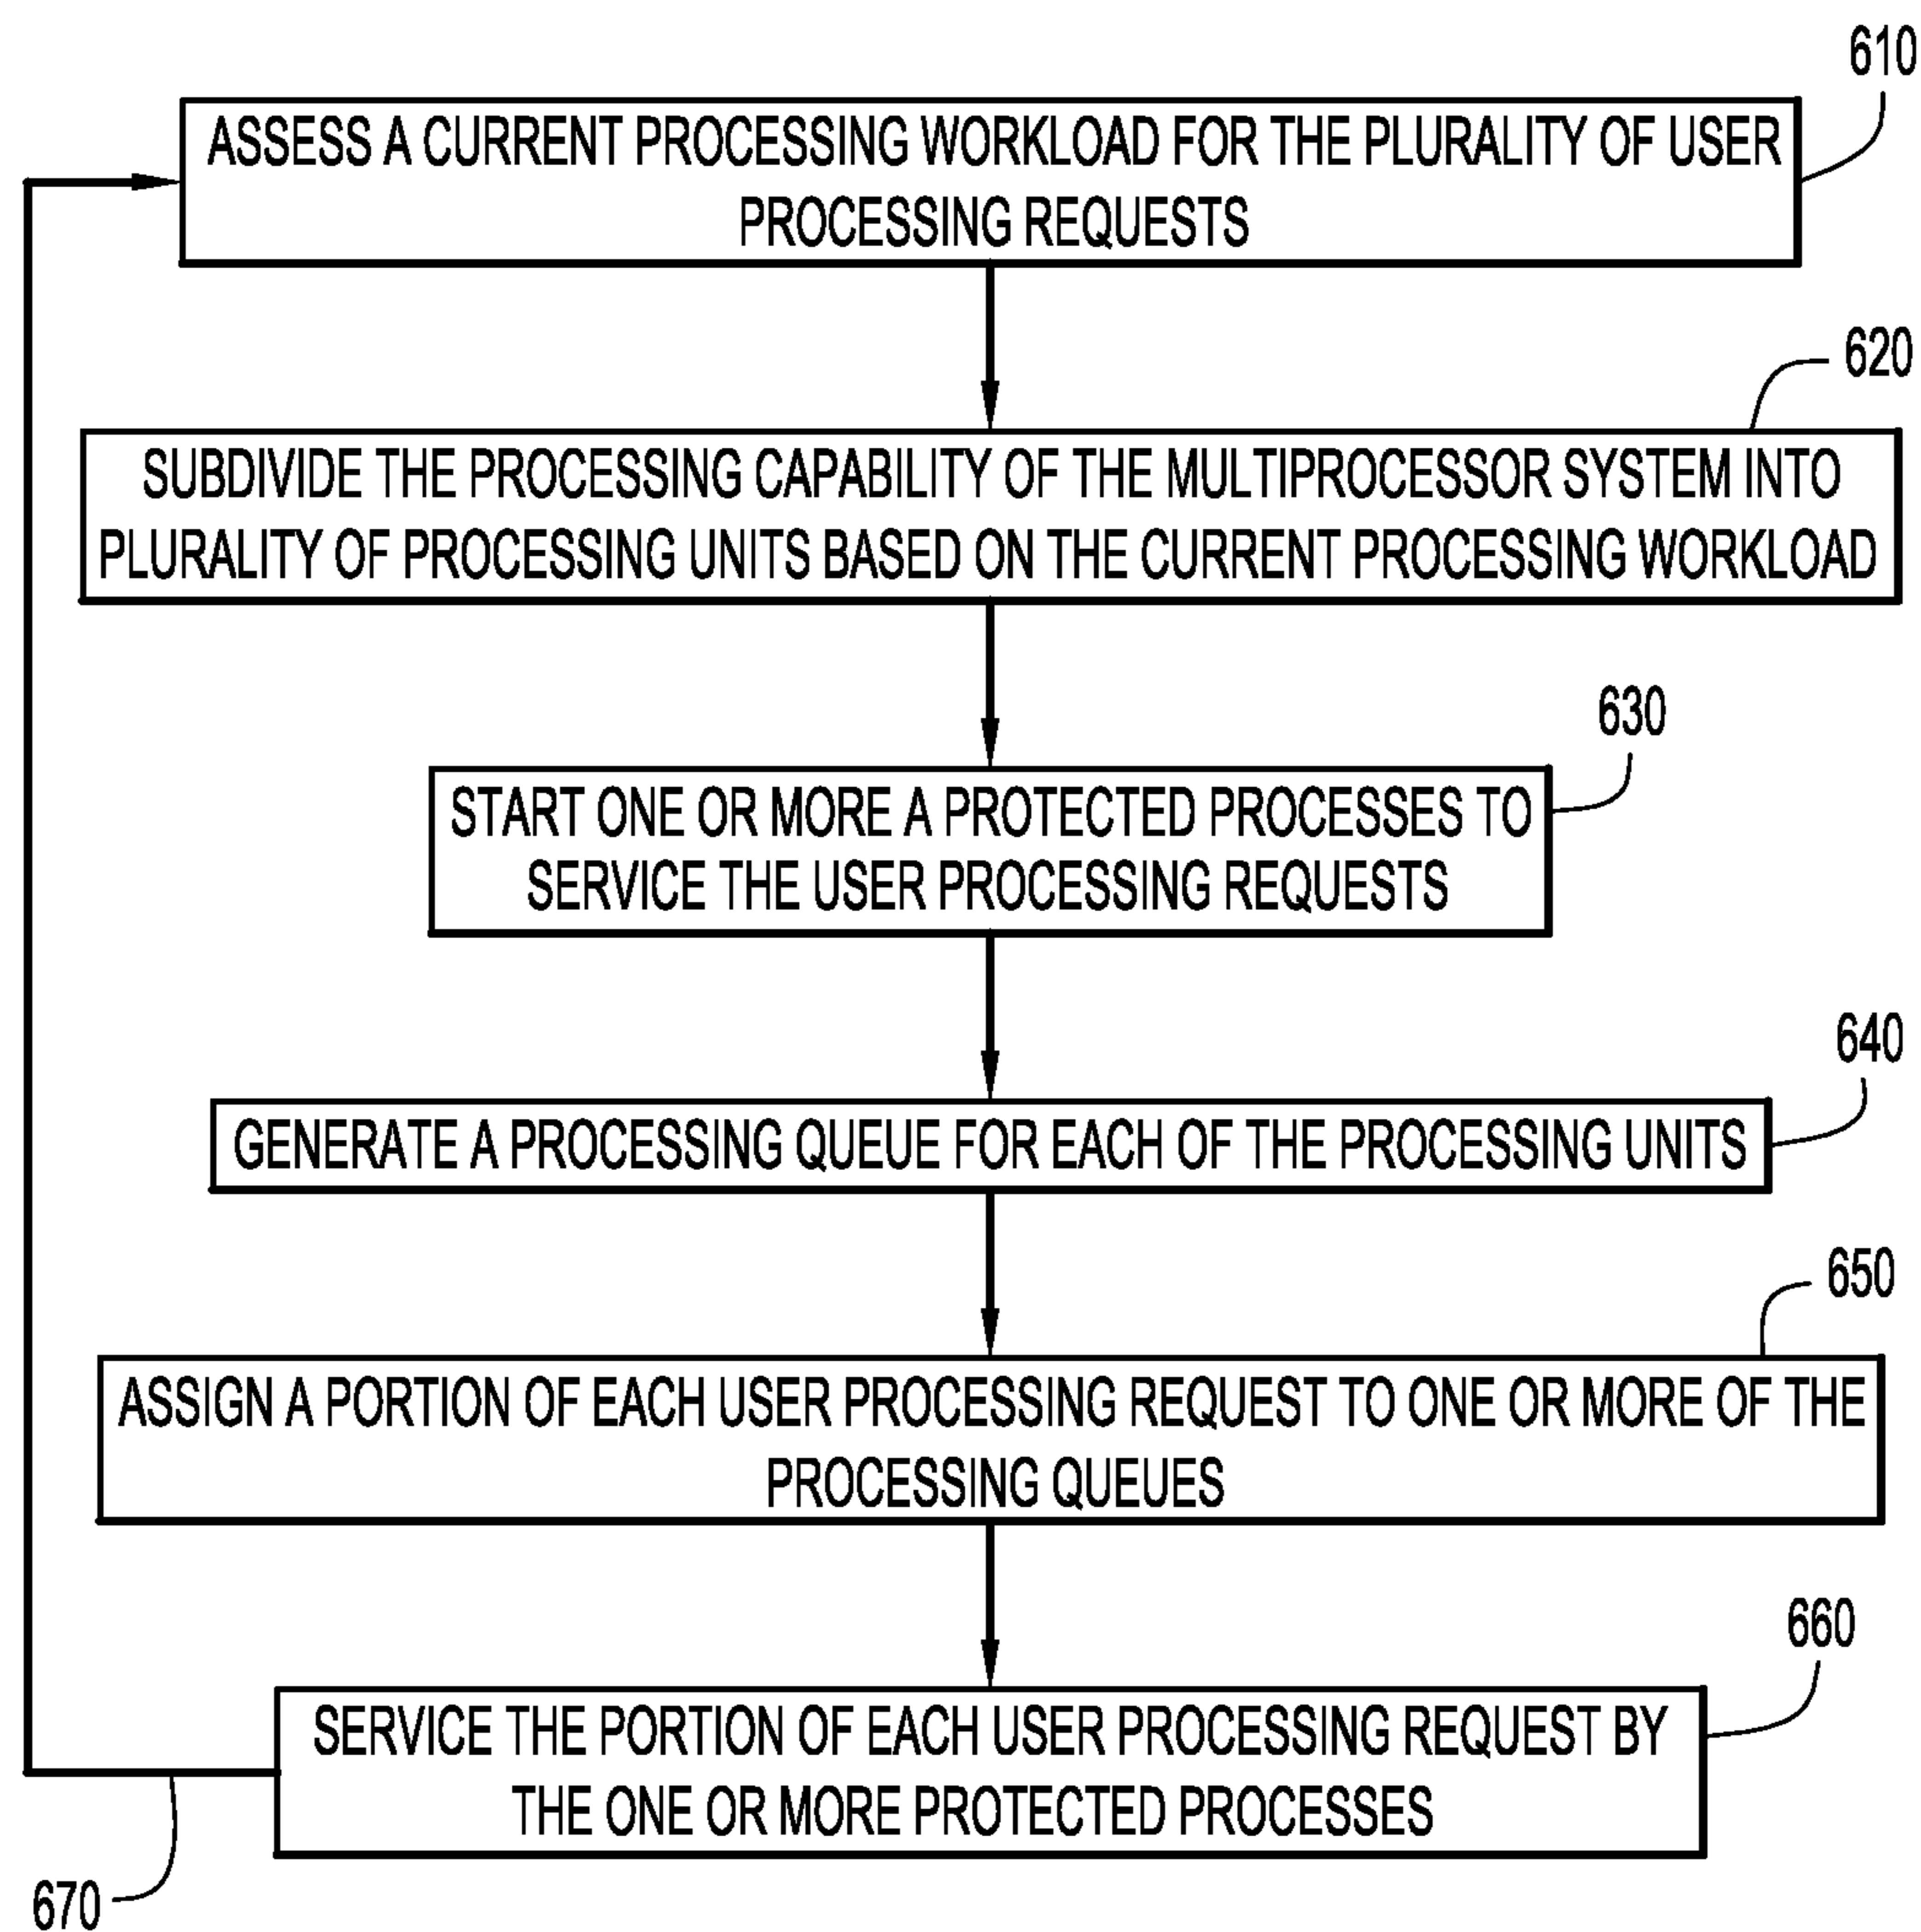 610
ASSESS A CURRENT PROCESSING WORKLOAD FOR THE PLURALITY OF USER
PROCESSING REQUESTS
620
SUBDIVIDE THE PROCESSING CAPABILITY OF THE MULTIPROCESSOR SYSTEM INTO
PLURALITY OF PROCESSING UNITS BASED ON THE CURRENT PROCESSING WORKLOAD
630
START ONE OR MORE A PROTECTED PROCESSES TO
SERVICE THE USER PROCESSING REQUESTS
640
GENERATE A PROCESSING QUEUE FOR EACH OF THE PROCESSING UNITS
650
ASSIGN A PORTION OF EACH USER PROCESSING REQUEST TO ONE OR MORE OF THE
PROCESSING QUEUES
660
SERVICE THE PORTION OF EACH USER PROCESSING REQUEST BY
THE ONE OR MORE PROTECTED PROCESSES
670